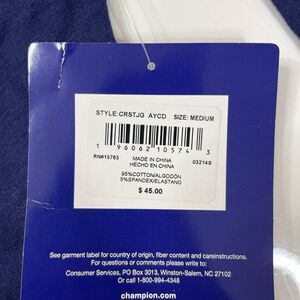 STYLE:CRSTJG AYCD SIZE: MEDIUM
1 96062 10574 3
RN#15763 MADE IN CHINA 03214S
HECHO EN CHINA
95%COTTON/ALGODÓN
5%SPANDEX/ELASTANO
$ 45.00
See garment label for country of origin, fiber content and careinstructions.
For questions or comments please contact:
Consumer Services, PO Box 3013, Winston-Salem, NC 27102
Or call 1-800-994-4348
champion.com